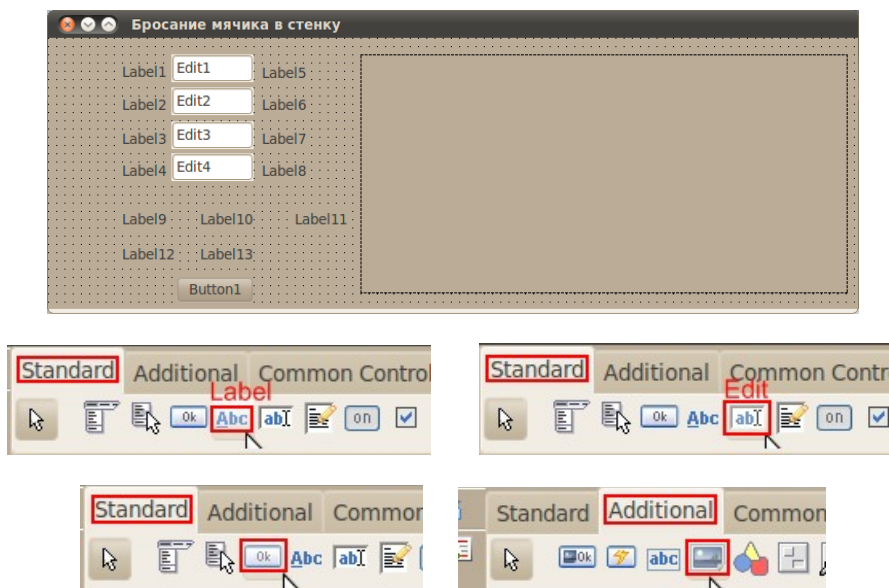 Бросание мячика в стенку
Label1 Edit1 Label5
Label2 Edit2 Label6
Label3 Edit3 Label7
Label4 Edit4 Label8
Label9 Label10 Label11
Label12 Label13
Button1
Standard Additional Common Control
Label
Ok Abc abI on
Standard Additional Common Contr
Edit
Ok Abc abI on
Standard Additional Common
Ok Abc abI
Standard Additional Common
Ok abc